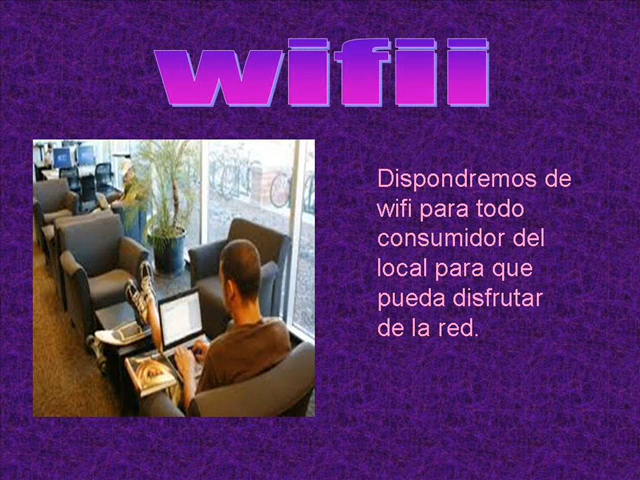 wifii
Dispondremos de
wifi para todo
consumidor del
local para que
pueda disfrutar
de la red.